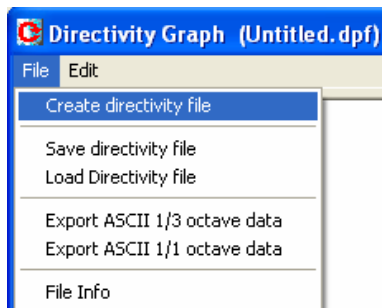 Directivity Graph (Untitled.dpf)
File Edit
Create directivity file
Save directivity file
Load Directivity file
Export ASCII 1/3 octave data
Export ASCII 1/1 octave data
File Info